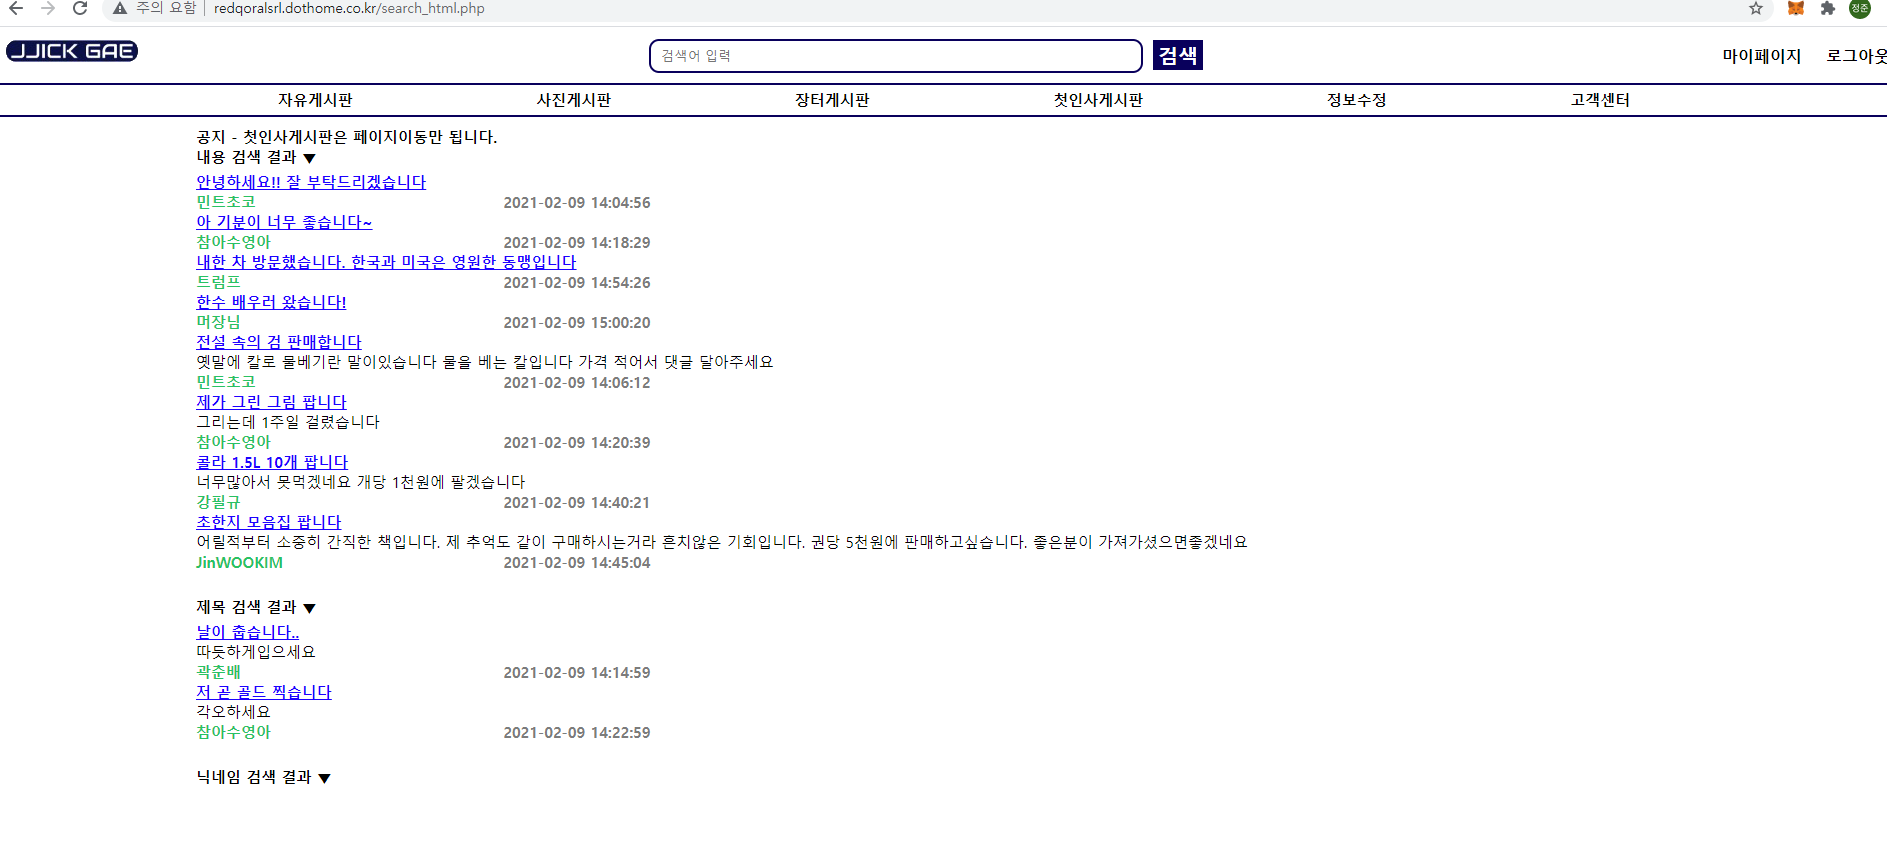 주의 요함 redqoralsrl.dothome.co.kr/search_html.php 정준
JJICK GAE 검색어 입력 검색 마이페이지 로그아웃
자유게시판 사진게시판 장터게시판 첫인사게시판 정보수정 고객센터
공지 - 첫인사게시판은 페이지이동만 됩니다.
내용 검색 결과 ▼
안녕하세요!! 잘 부탁드리겠습니다
민트초코 2021-02-09 14:04:56
아 기분이 너무 좋습니다~
참아수영아 2021-02-09 14:18:29
내한 차 방문했습니다. 한국과 미국은 영원한 동맹입니다
트럼프 2021-02-09 14:54:26
한수 배우러 왔습니다!
머장님 2021-02-09 15:00:20
전설 속의 검 판매합니다
옛말에 칼로 물베기란 말이있습니다 물을 베는 칼입니다 가격 적어서 댓글 달아주세요
민트초코 2021-02-09 14:06:12
제가 그린 그림 팝니다
그리는데 1주일 걸렸습니다
참아수영아 2021-02-09 14:20:39
콜라 1.5L 10개 팝니다
너무많아서 못먹겠네요 개당 1천원에 팔겠습니다
강필규 2021-02-09 14:40:21
초한지 모음집 팝니다
어릴적부터 소중히 간직한 책입니다. 제 추억도 같이 구매하시는거라 흔치않은 기회입니다. 권당 5천원에 판매하고싶습니다. 좋은분이 가져가셨으면좋겠네요
JinWOOKIM 2021-02-09 14:45:04
제목 검색 결과 ▼
날이 춥습니다..
따듯하게입으세요
곽춘배 2021-02-09 14:14:59
저 곧 골드 찍습니다
각오하세요
참아수영아 2021-02-09 14:22:59
닉네임 검색 결과 ▼